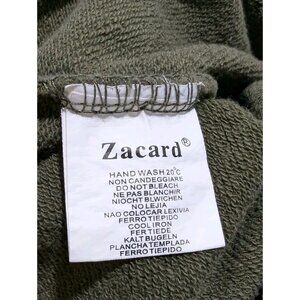 Zacard®
HAND WASH 20°C
NON CANDEGGIARE
DO NOT BLEACH
NE PAS BLANCHIR
NIOCHT BLWICHEN
NO LEJIA
NAO COLOCAR LEXIVIA
FERRO TIEPIDO
COOL IRON
FER TIEDE
KALT BUGELN
PLANCHA TEMPLADA
FERRO TIEPIDO